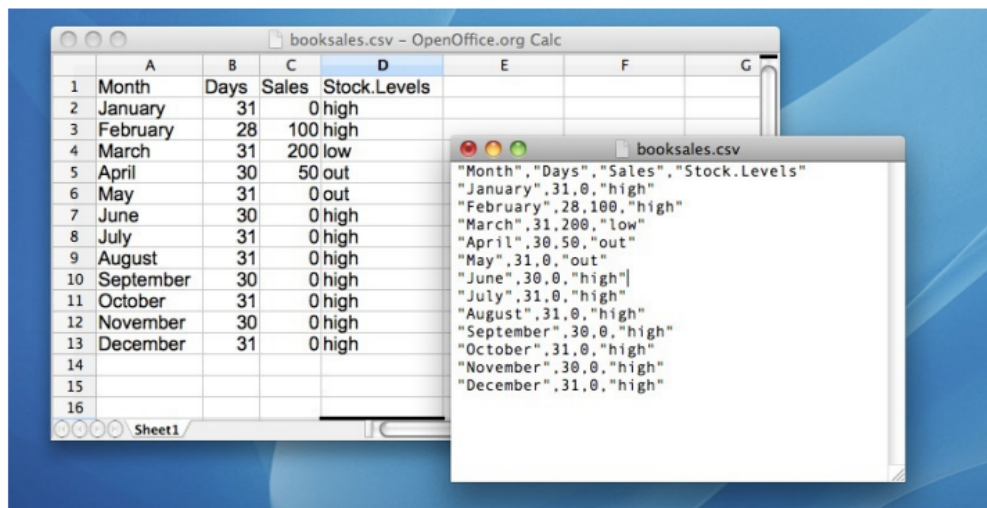 booksales.csv – OpenOffice.org Calc
A B C D E F G
1 Month Days Sales Stock.Levels
2 January 31 0 high
3 February 28 100 high
4 March 31 200 low
5 April 30 50 out
6 May 31 0 out
7 June 30 0 high
8 July 31 0 high
9 August 31 0 high
10 September 30 0 high
11 October 31 0 high
12 November 30 0 high
13 December 31 0 high
14
15
16
Sheet1
booksales.csv
"Month","Days","Sales","Stock.Levels"
"January",31,0,"high"
"February",28,100,"high"
"March",31,200,"low"
"April",30,50,"out"
"May",31,0,"out"
"June",30,0,"high"
"July",31,0,"high"
"August",31,0,"high"
"September",30,0,"high"
"October",31,0,"high"
"November",30,0,"high"
"December",31,0,"high"